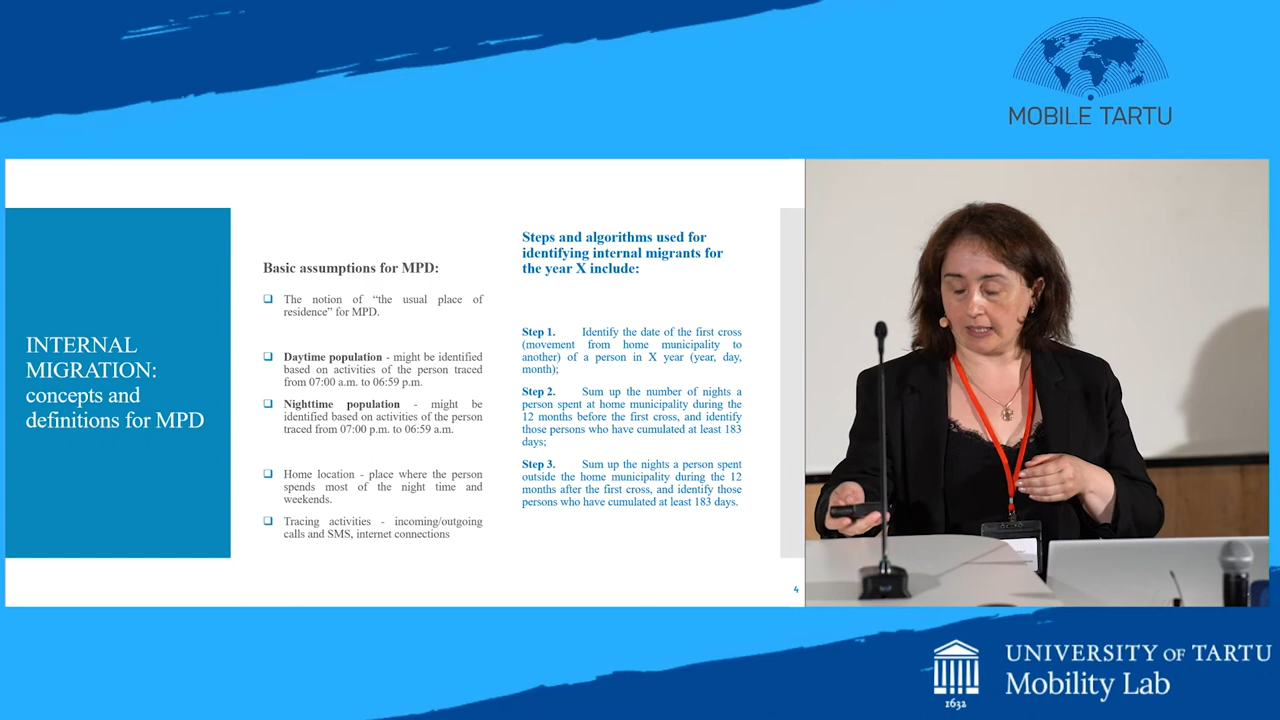 MOBILE TARTU
INTERNAL
MIGRATION:
concepts and
definitions for MPD
Basic assumptions for MPD:
❑ The notion of “the usual place of
residence” for MPD.
❑ Daytime population - might be identified
based on activities of the person traced
from 07:00 a.m. to 06:59 p.m.
❑ Nighttime population - might be
identified based on activities of the person
traced from 07:00 p.m. to 06:59 a.m.
❑ Home location - place where the person
spends most of the night time and
weekends.
❑ Tracing activities - incoming/outgoing
calls and SMS, internet connections
Steps and algorithms used for
identifying internal migrants for
the year X include:
Step 1. Identify the date of the first cross
(movement from home municipality to
another) of a person in X year (year, day,
month);
Step 2. Sum up the number of nights a
person spent at home municipality during the
12 months before the first cross, and identify
those persons who have cumulated at least 183
days;
Step 3. Sum up the nights a person spent
outside the home municipality during the 12
months after the first cross, and identify those
persons who have cumulated at least 183 days.
4
1632
UNIVERSITY OF TARTU
Mobility Lab